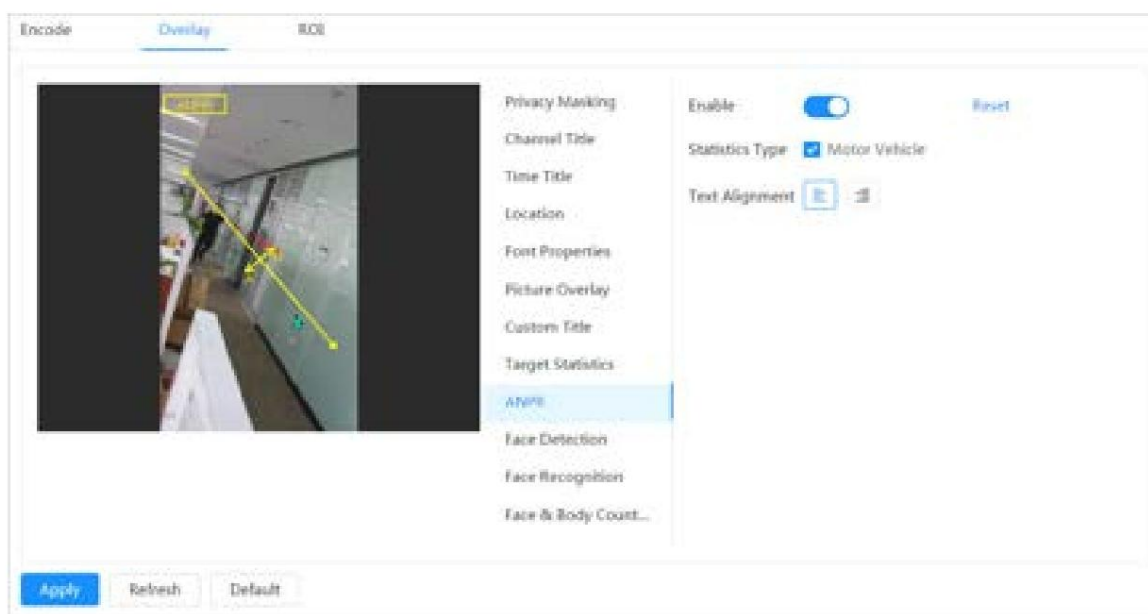 Encode Overlay ROI
Privacy Masking
Channel Title
Time Title
Location
Font Properties
Picture Overlay
Custom Title
Target Statistics
ANPR
Face Detection
Face Recognition
Face & Body Count...
Enable Reset
Statistics Type Motor Vehicle
Text Alignment
Apply Refresh Default